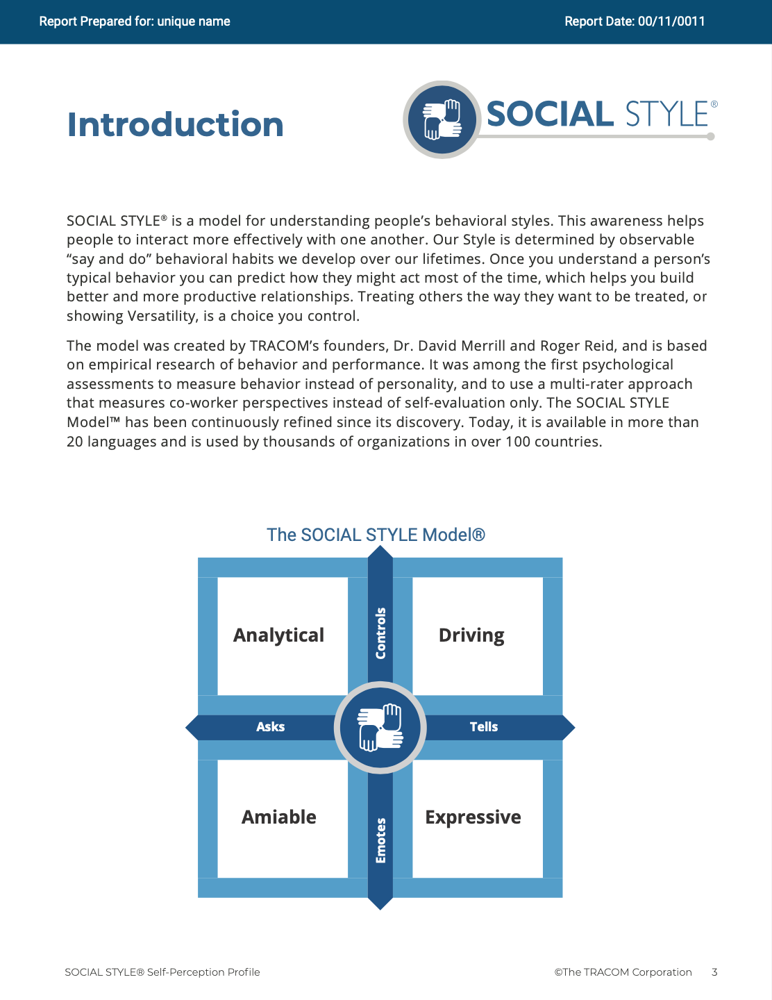 Report Prepared for: unique name
Report Date: 00/11/0011
Introduction
SOCIAL STYLE®
SOCIAL STYLE® is a model for understanding people’s behavioral styles. This awareness helps
people to interact more effectively with one another. Our Style is determined by observable
“say and do” behavioral habits we develop over our lifetimes. Once you understand a person’s
typical behavior you can predict how they might act most of the time, which helps you build
better and more productive relationships. Treating others the way they want to be treated, or
showing Versatility, is a choice you control.
The model was created by TRACOM’s founders, Dr. David Merrill and Roger Reid, and is based
on empirical research of behavior and performance. It was among the first psychological
assessments to measure behavior instead of personality, and to use a multi-rater approach
that measures co-worker perspectives instead of self-evaluation only. The SOCIAL STYLE
Model™ has been continuously refined since its discovery. Today, it is available in more than
20 languages and is used by thousands of organizations in over 100 countries.
The SOCIAL STYLE Model®
Analytical
Controls
Driving
Asks
Tells
Amiable
Emotes
Expressive
SOCIAL STYLE® Self-Perception Profile
©The TRACOM Corporation 3